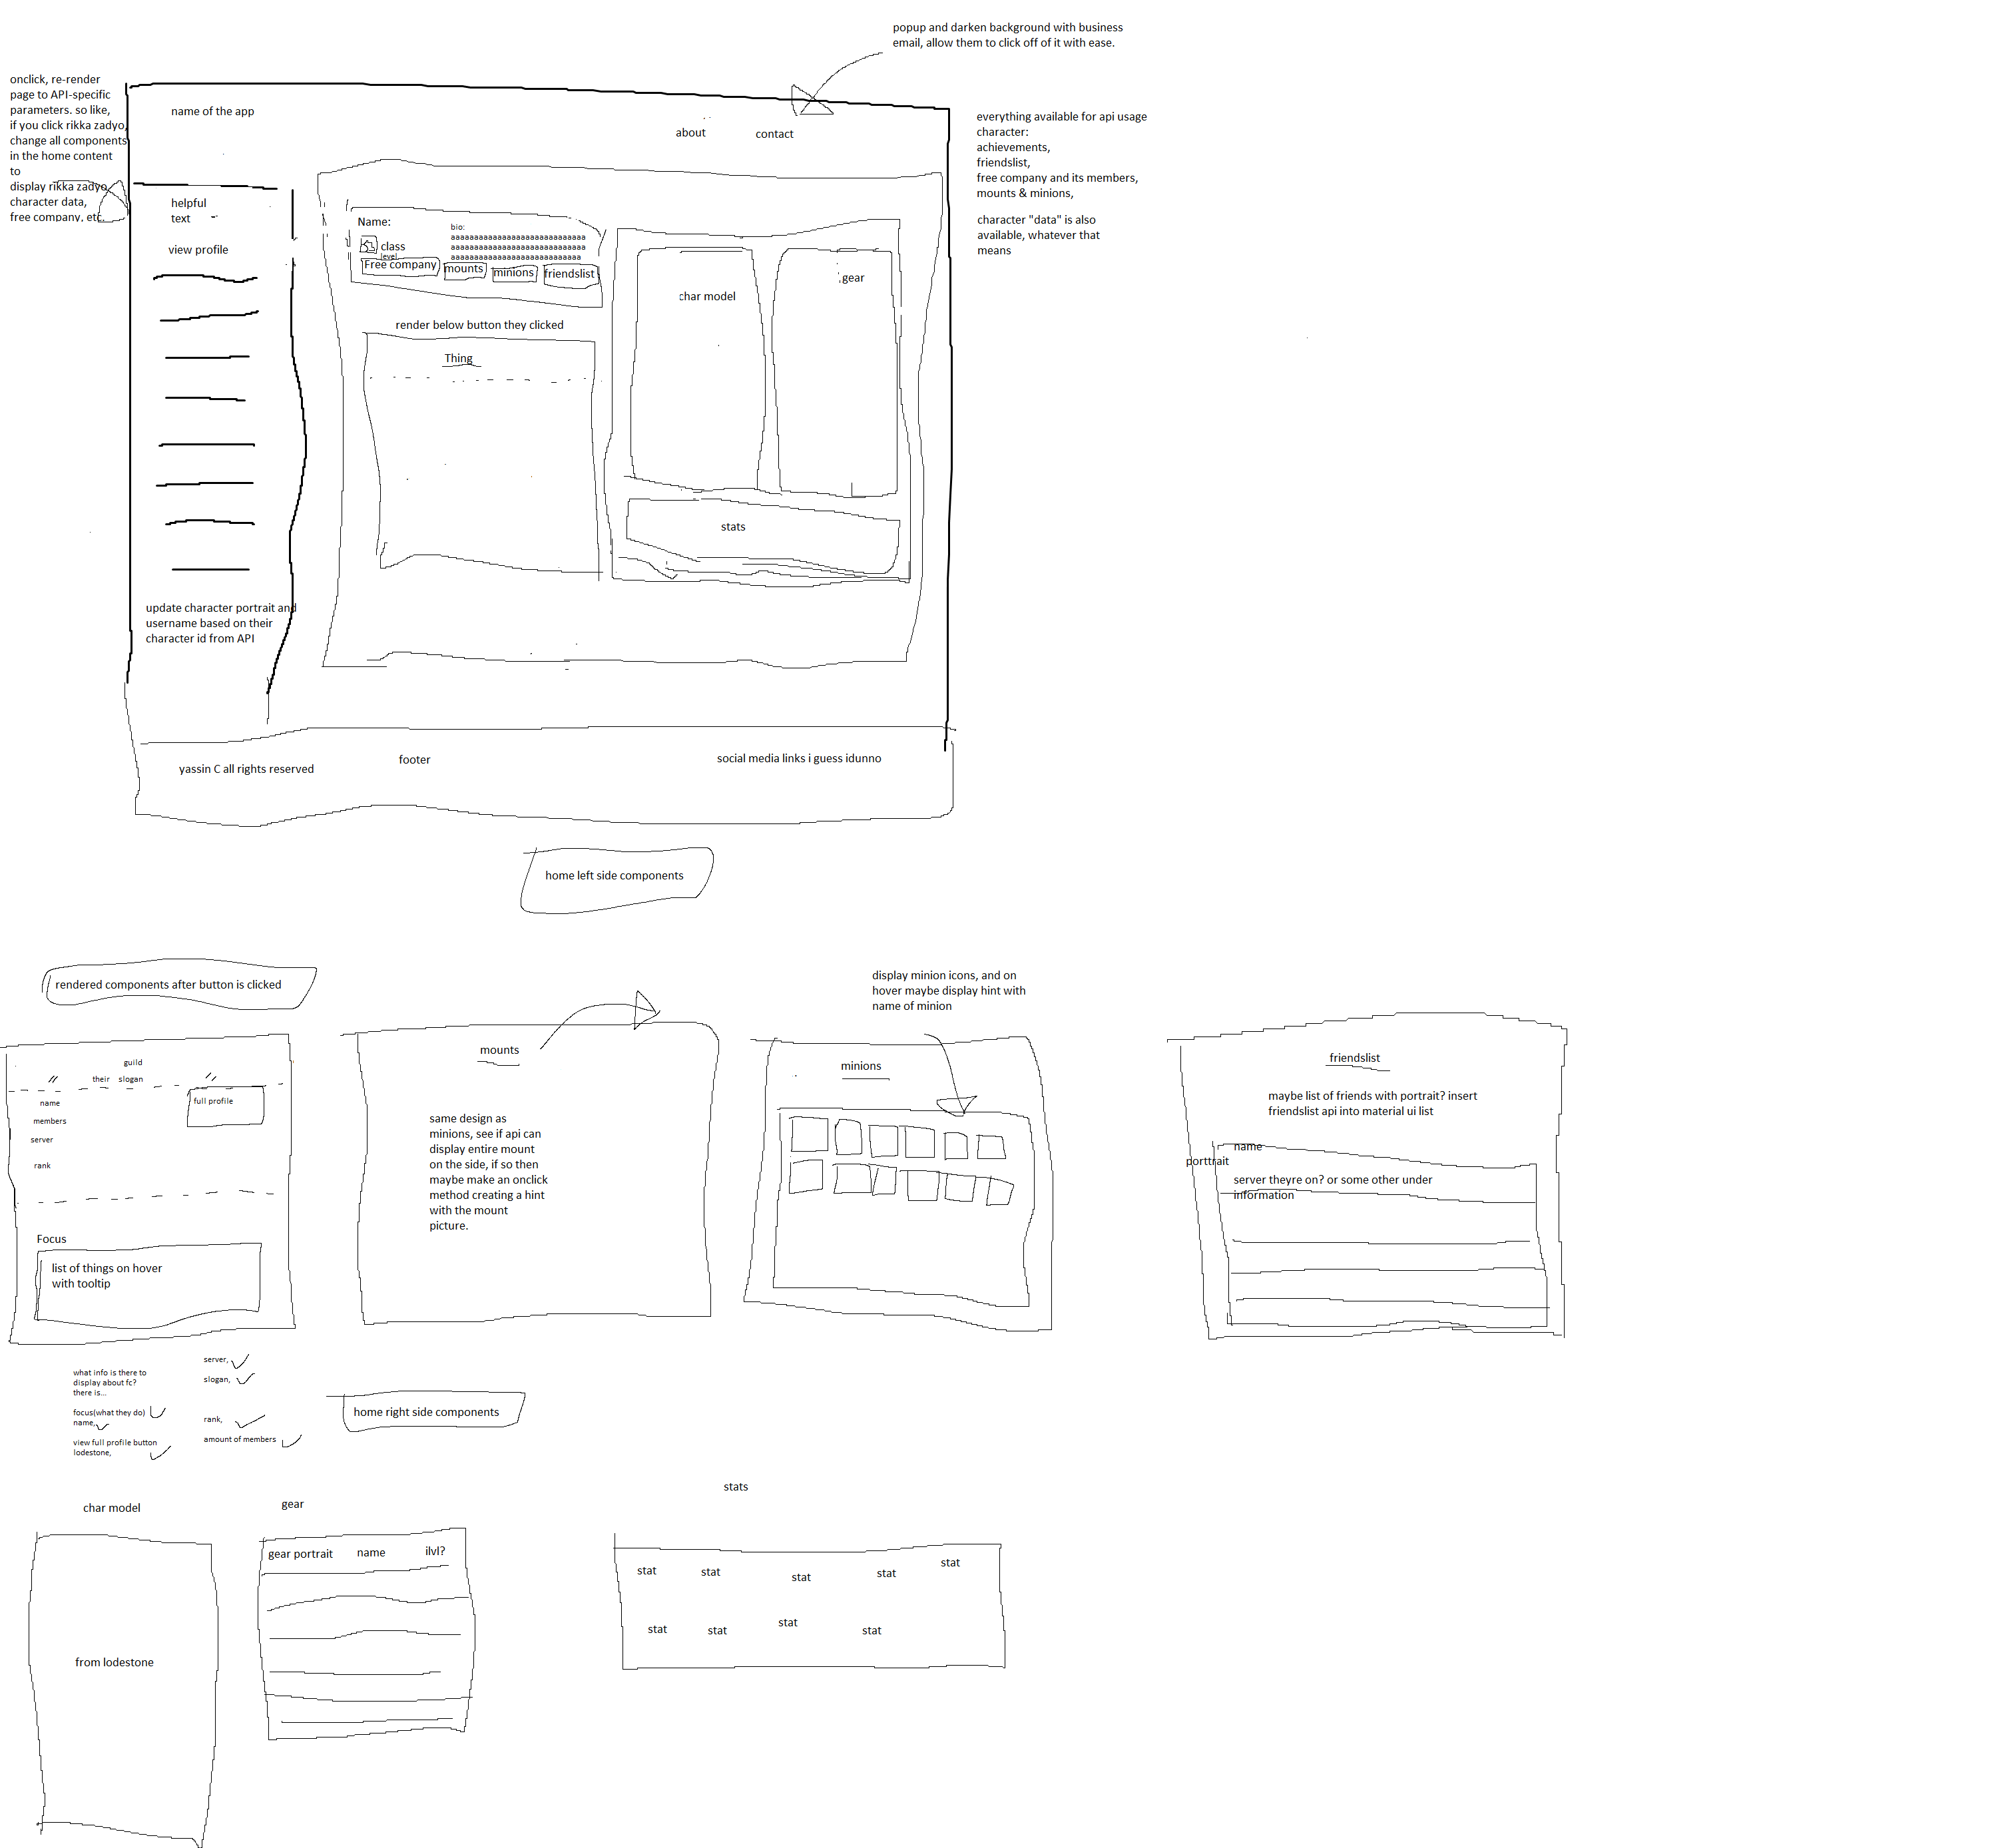 popup and darken background with business
email, allow them to click off of it with ease.
onclick, re-render
page to API-specific
parameters. so like,
if you click rikka zadyo,
change all components
in the home content
to
display rikka zadyo
character data,
free company, etc.
name of the app
about
contact
everything available for api usage
character:
achievements,
friendslist,
free company and its members,
mounts & minions,
character "data" is also
available, whatever that
means
helpful
text
view profile
update character portrait and
username based on their
character id from API
Name:
class
level
bio:
aaaaaaaaaaaaaaaaaaaaaaaaaaaaa
aaaaaaaaaaaaaaaaaaaaaaaaaaaaa
aaaaaaaaaaaaaaaaaaaaaaaaaaaa
Free company
mounts
minions
friendslist
render below button they clicked
Thing
char model
gear
stats
yassin C all rights reserved
footer
social media links i guess idunno
home left side components
rendered components after button is clicked
guild
their slogan
name
members
server
rank
full profile
Focus
list of things on hover
with tooltip
mounts
same design as
minions, see if api can
display entire mount
on the side, if so then
maybe make an onclick
method creating a hint
with the mount
picture.
display minion icons, and on
hover maybe display hint with
name of minion
minions
friendslist
maybe list of friends with portrait? insert
friendslist api into material ui list
name
porttrait
server theyre on? or some other under
information
what info is there to
display about fc?
there is...
focus(what they do)
name,
view full profile button
lodestone,
server,
slogan,
rank,
amount of members
home right side components
char model
from lodestone
gear
gear portrait name ilvl?
stats
stat stat stat stat stat
stat stat stat stat